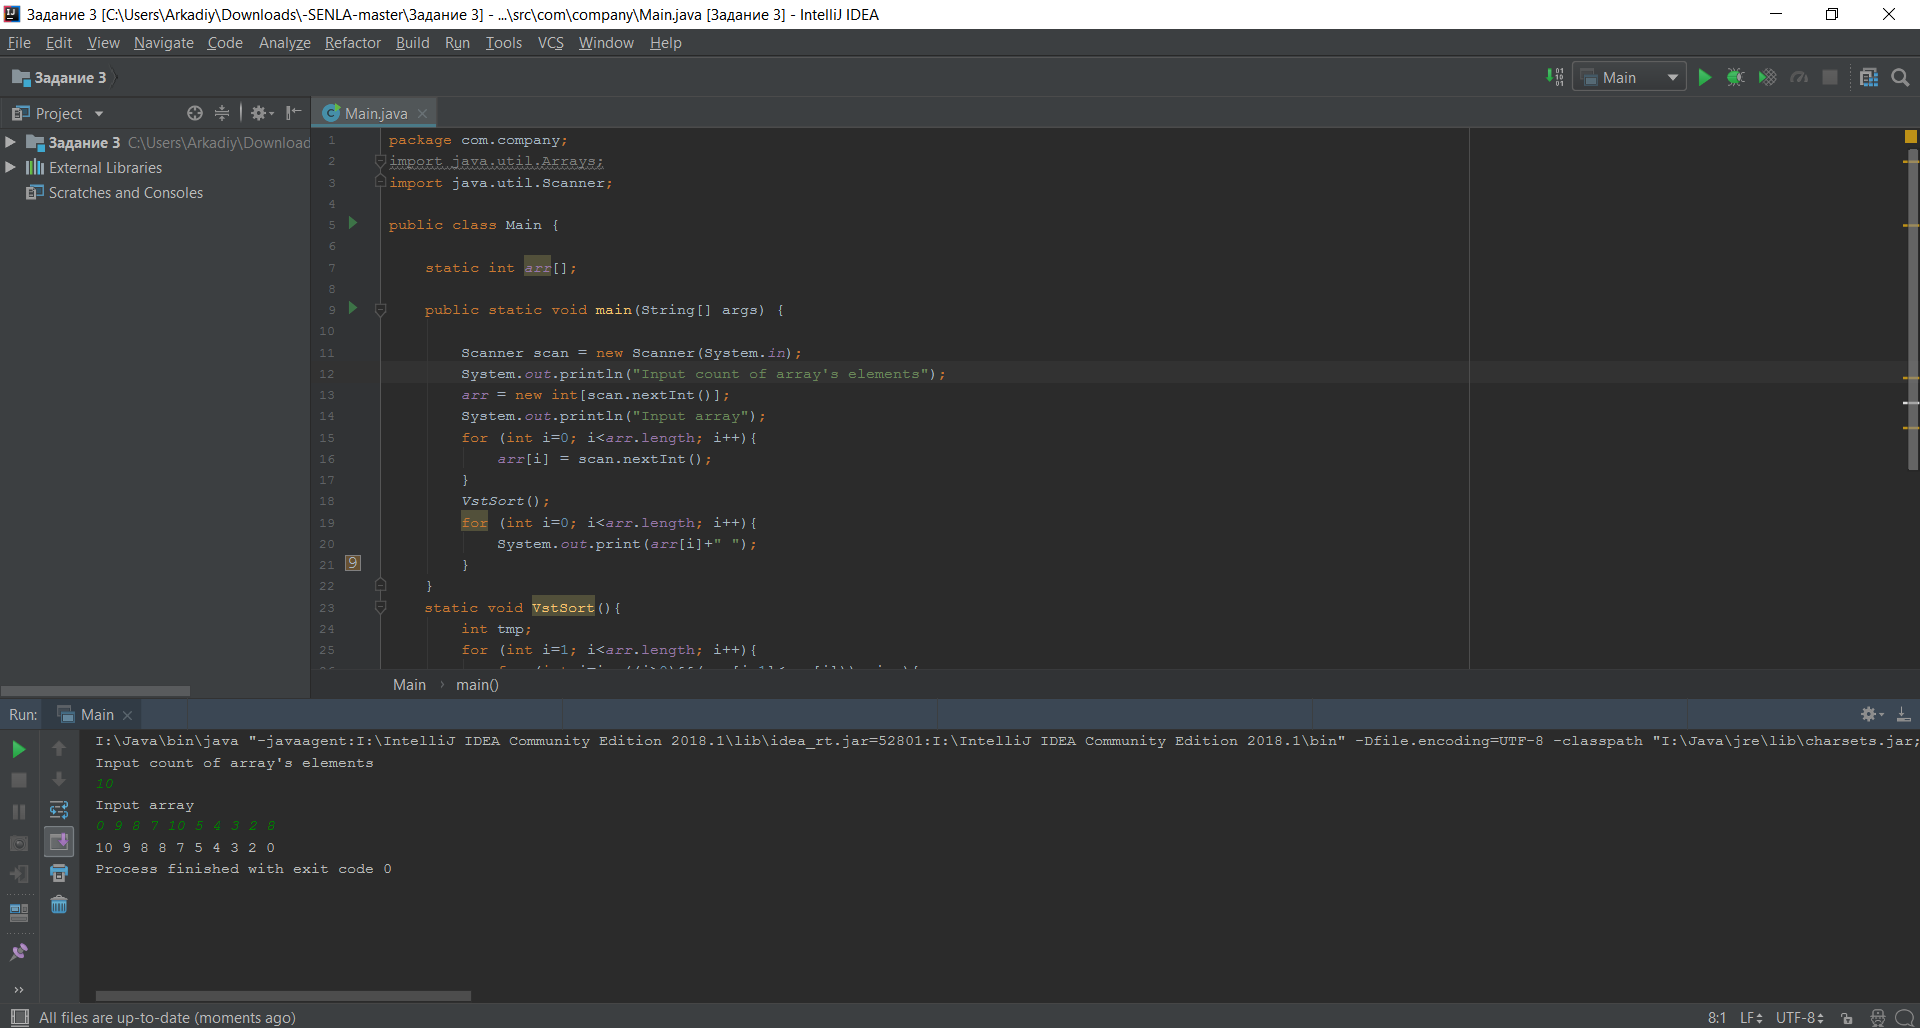 Задание 3 [C:\Users\Arkadiy\Downloads\-SENLA-master\Задание 3] - ...\src\com\company\Main.java [Задание 3] - IntelliJ IDEA
File Edit View Navigate Code Analyze Refactor Build Run Tools VCS Window Help
Задание 3
Main
Project
Main.java
Задание 3 C:\Users\Arkadiy\Download
External Libraries
Scratches and Consoles
1 package com.company;
2 import java.util.Arrays;
3 import java.util.Scanner;
4
5 public class Main {
6
7 static int arr[];
8
9 public static void main(String[] args) {
10
11 Scanner scan = new Scanner(System.in);
12 System.out.println("Input count of array's elements");
13 arr = new int[scan.nextInt()];
14 System.out.println("Input array");
15 for (int i=0; i<arr.length; i++){
16 arr[i] = scan.nextInt();
17 }
18 VstSort();
19 for (int i=0; i<arr.length; i++){
20 System.out.print(arr[i]+" ");
21 }
22 }
23 static void VstSort(){
24 int tmp;
25 for (int i=1; i<arr.length; i++){
Main › main()
Run: Main
I:\Java\bin\java "-javaagent:I:\IntelliJ IDEA Community Edition 2018.1\lib\idea_rt.jar=52801:I:\IntelliJ IDEA Community Edition 2018.1\bin" -Dfile.encoding=UTF-8 -classpath "I:\Java\jre\lib\charsets.jar;
Input count of array's elements
10
Input array
0 9 8 7 10 5 4 3 2 8
10 9 8 8 7 5 4 3 2 0
Process finished with exit code 0
All files are up-to-date (moments ago)
8:1 LF UTF-8